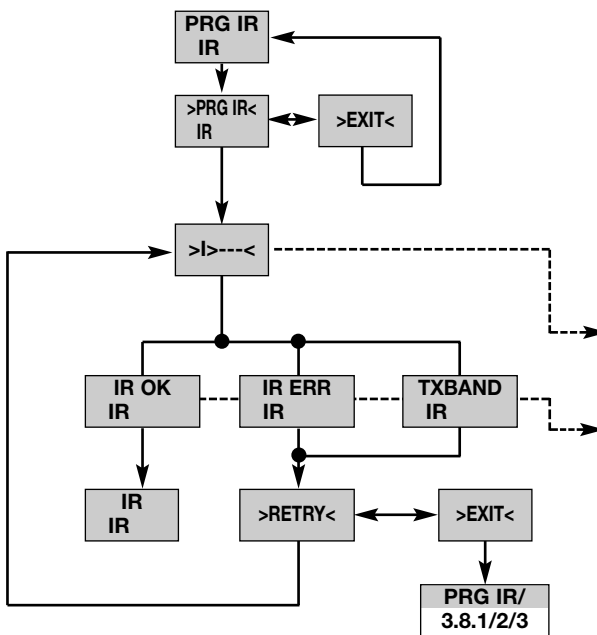 PRG IR
IR
>PRG IR<
IR
>EXIT<
>I>---<
IR OK
IR
IR ERR
IR
TXBAND
IR
IR
IR
>RETRY<
>EXIT<
PRG IR/
3.8.1/2/3